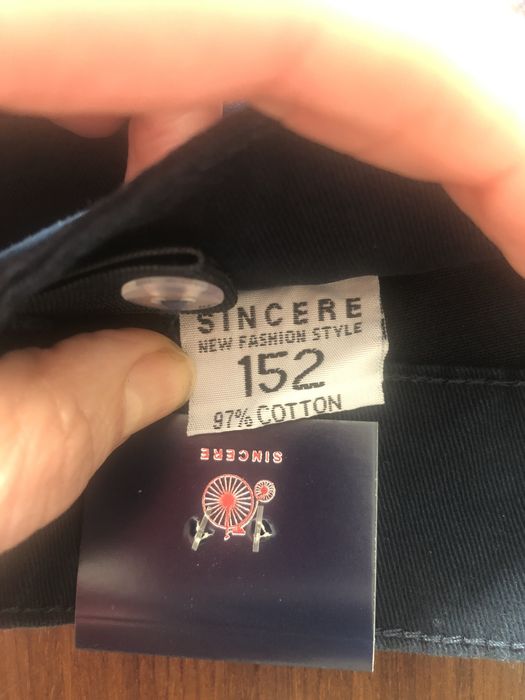 SINCERE
NEW FASHION STYLE
152
97% COTTON
SINCERE